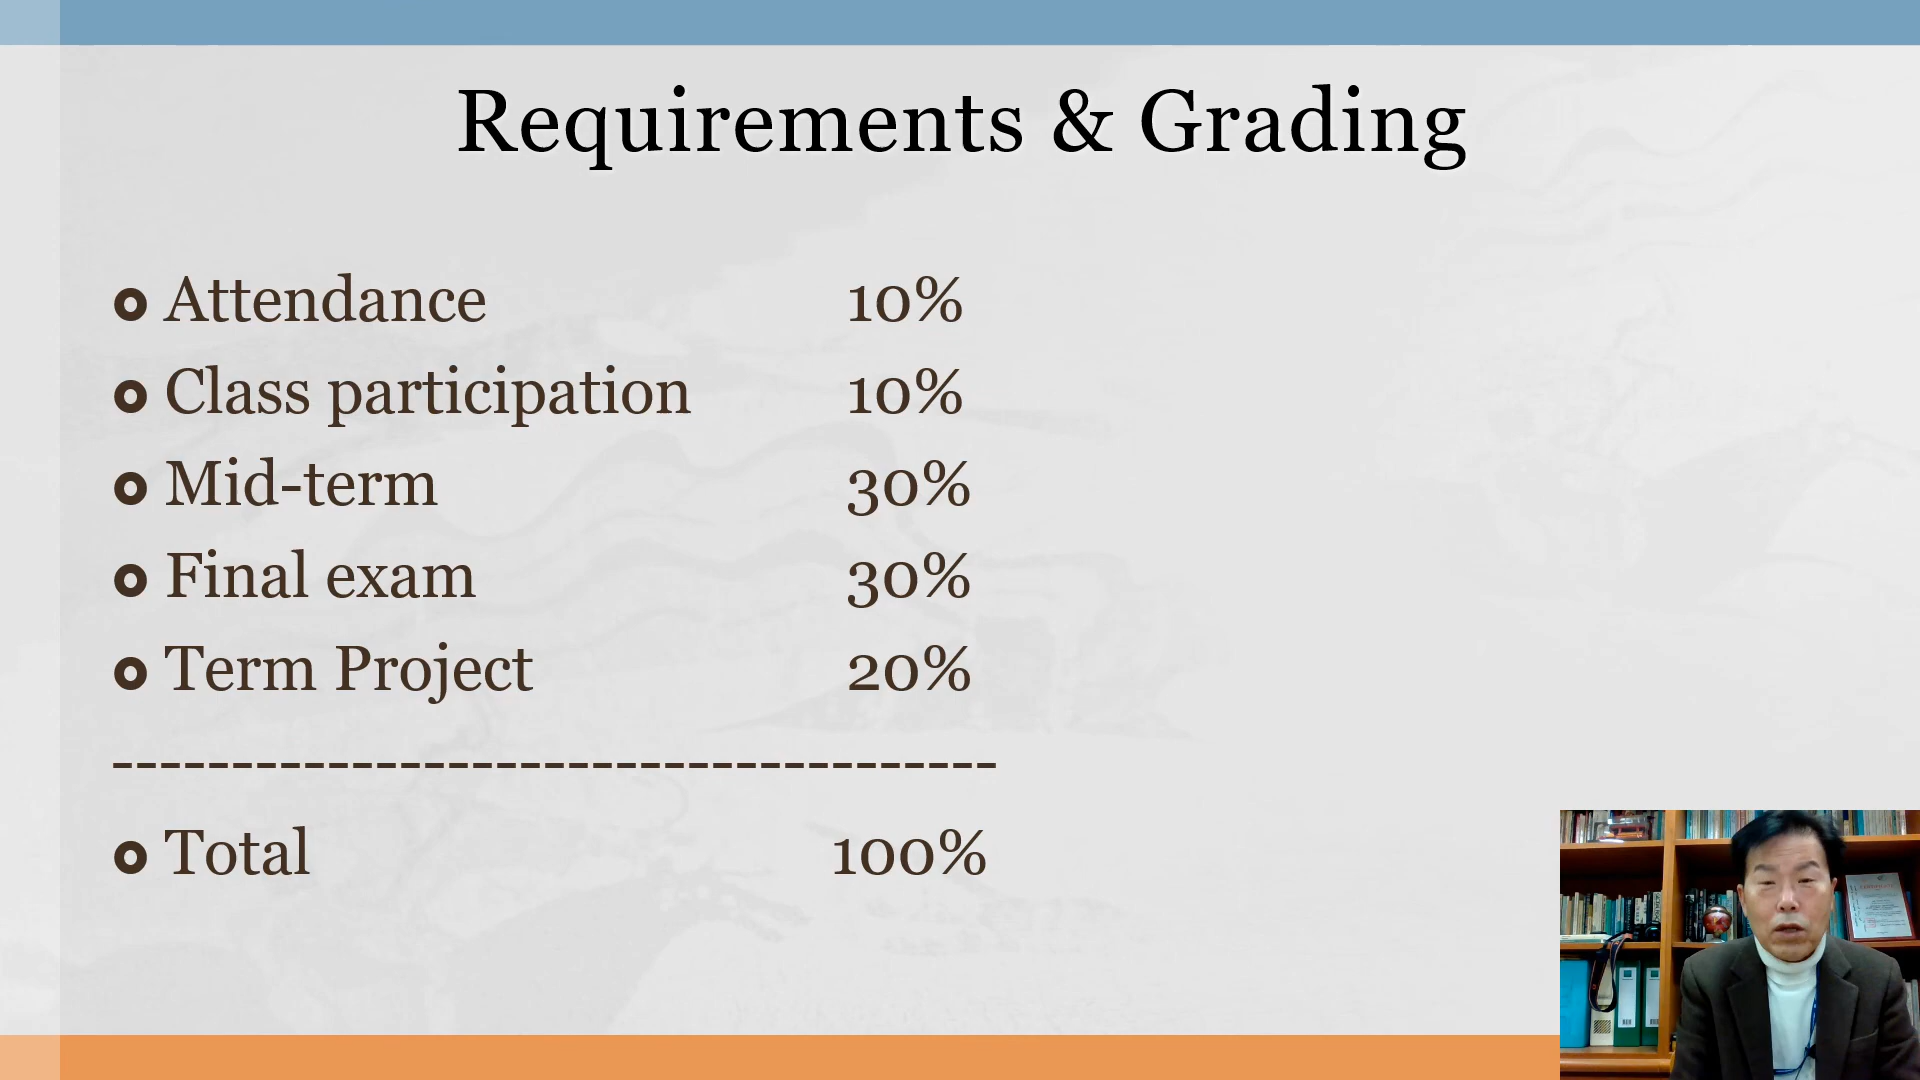 Requirements & Grading
Attendance 10%
Class participation 10%
Mid-term 30%
Final exam 30%
Term Project 20%
-------------------------------------
Total 100%